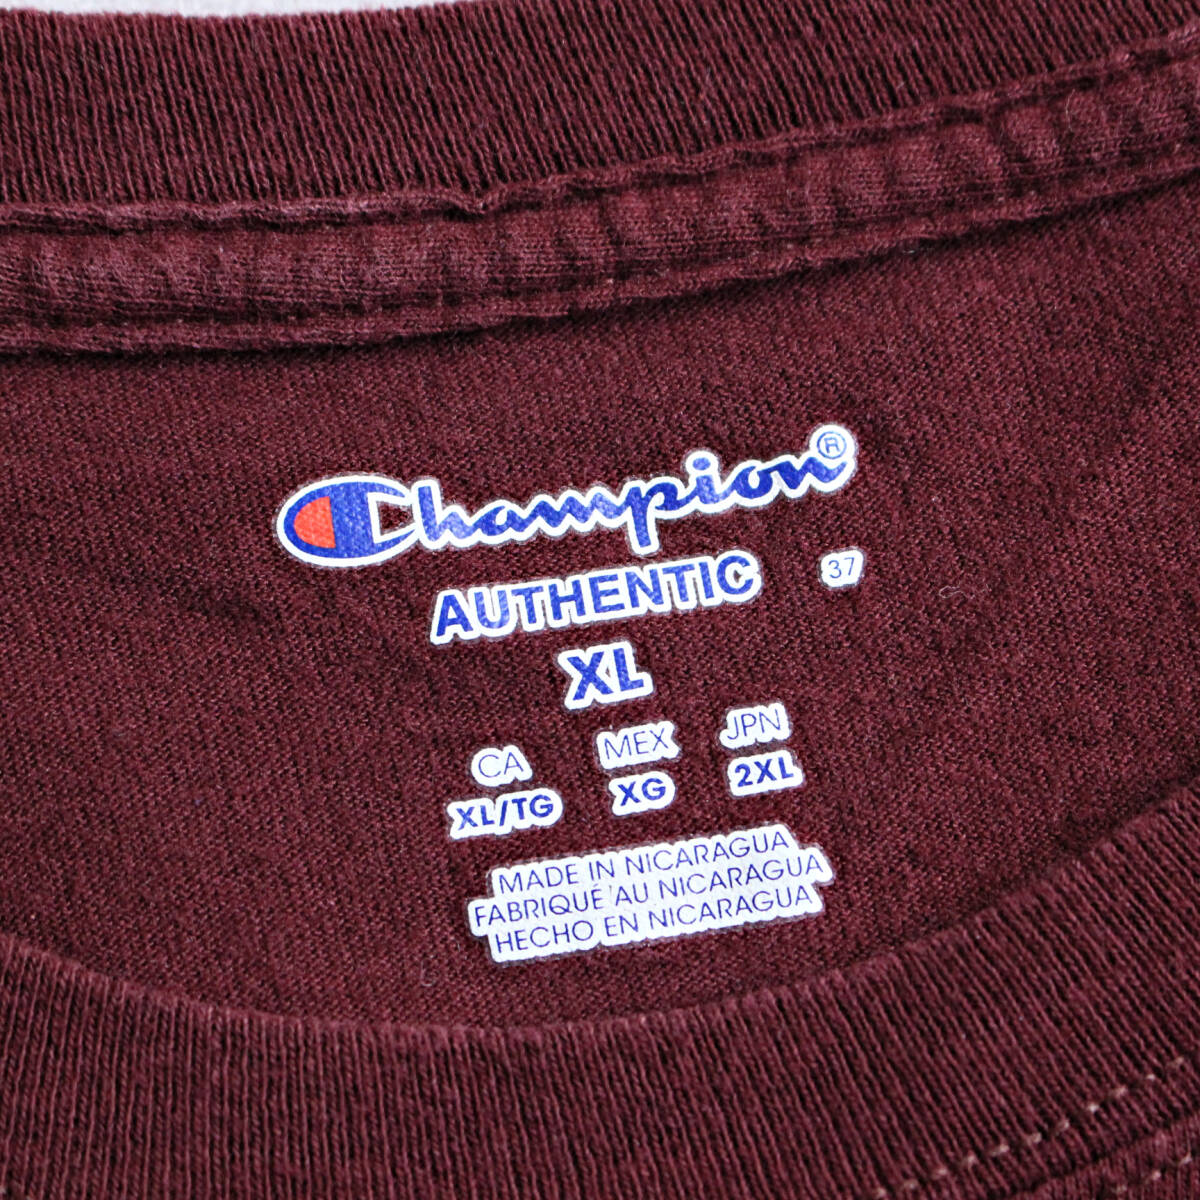 Champion®
AUTHENTIC 37
XL
CA MEX JPN
XL/TG XG 2XL
MADE IN NICARAGUA
FABRIQUÉ AU NICARAGUA
HECHO EN NICARAGUA